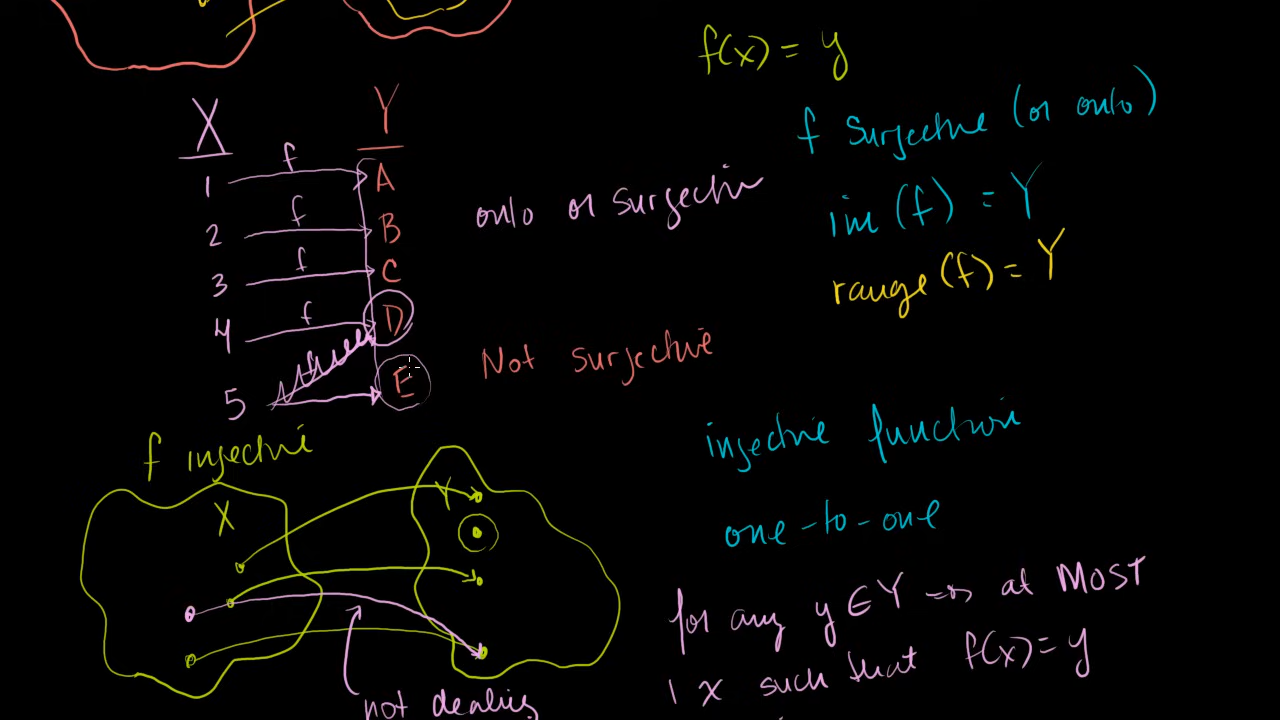 f(x) = y
f surjective (or onto)
im (f) = Y
range (f) = Y
X Y
1 f A
2 f B
3 f C
4 f D
5 E
onto or surjective
Not surjective
f injective
X Y
not dealing
injective function
one-to-one
for any y ∈ Y ⇒ at MOST
1 x such that f(x) = y